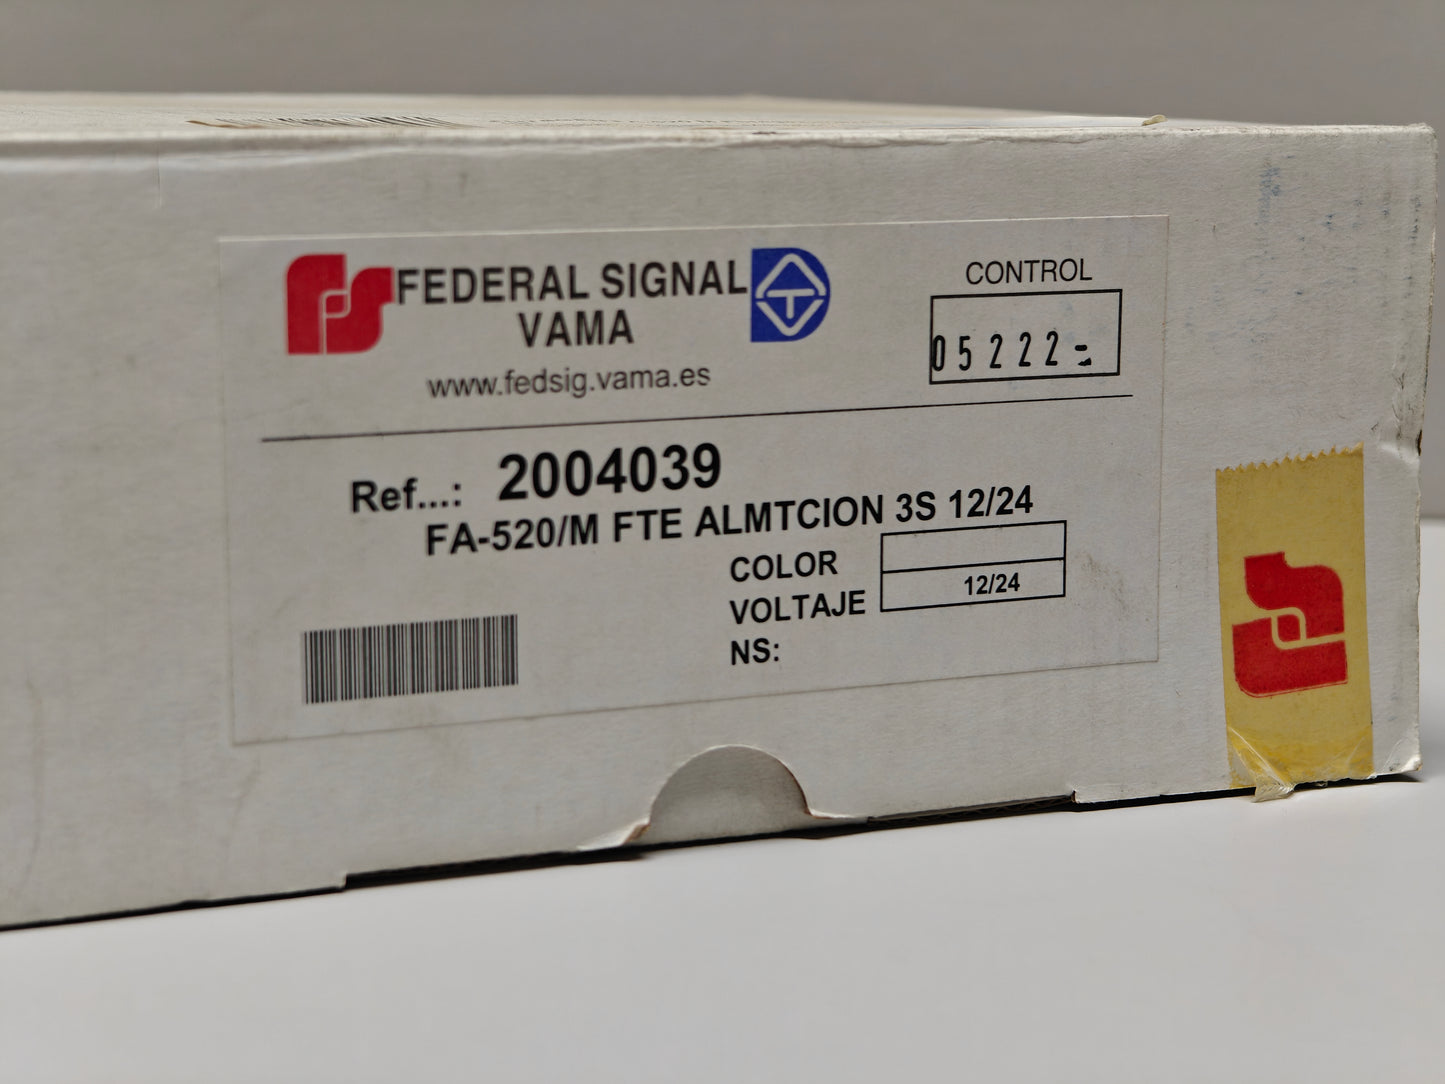 FEDERAL SIGNAL
VAMA
www.fedsig.vama.es
CONTROL
05222-
Ref...: 2004039
FA-520/M FTE ALMTCION 3S 12/24
COLOR
VOLTAJE 12/24
NS: